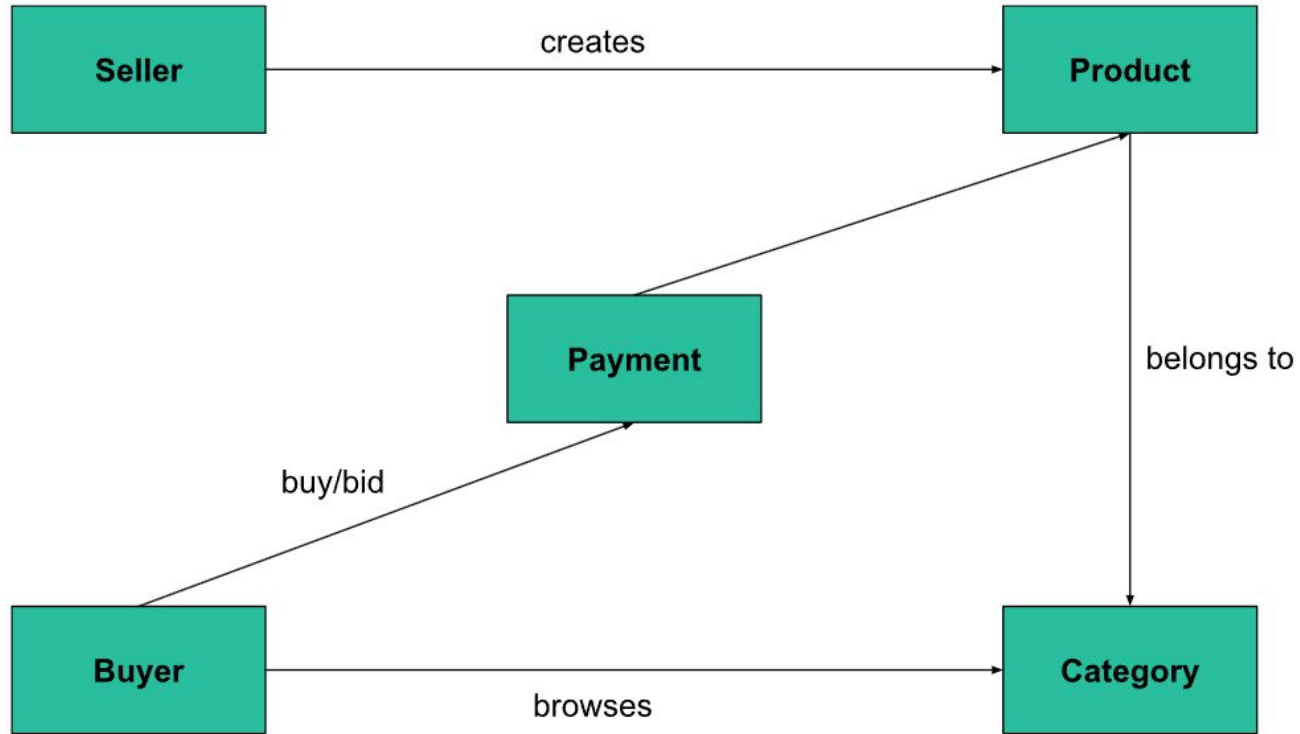 creates
Seller
Product
Payment
belongs to
buy/bid
Buyer
Category
browses